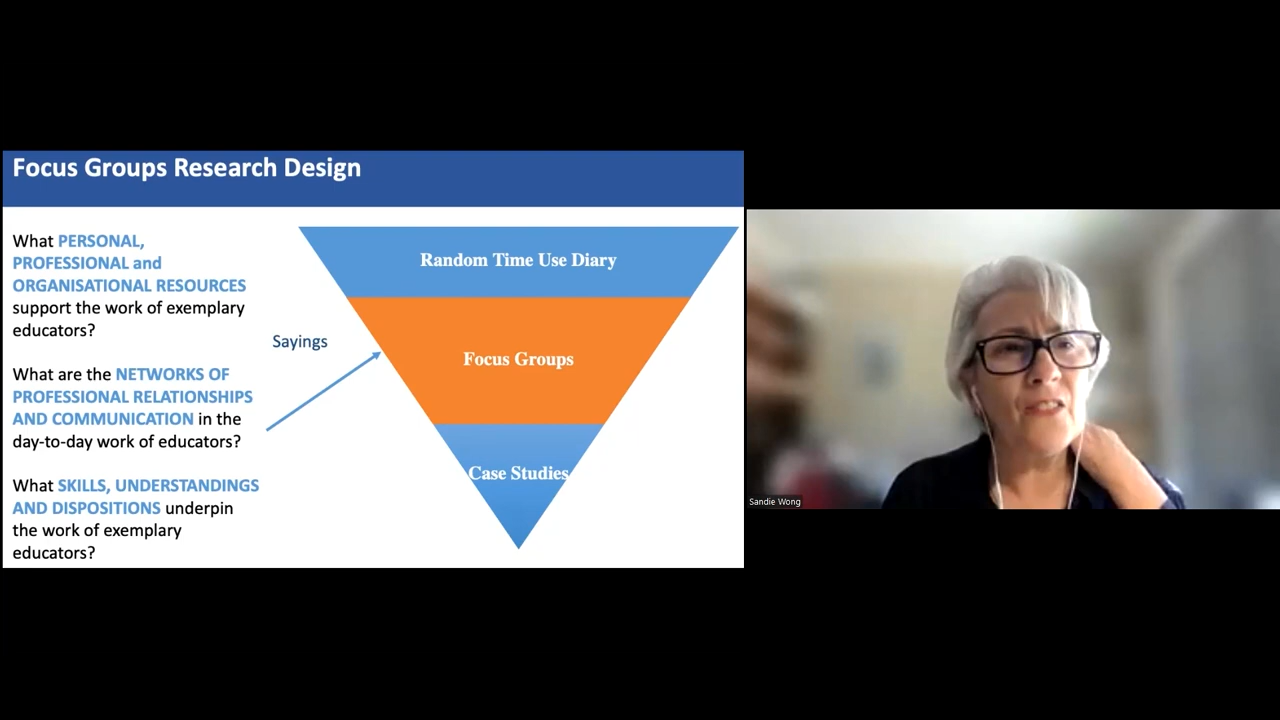 Focus Groups Research Design
What PERSONAL,
PROFESSIONAL and
ORGANISATIONAL RESOURCES
support the work of exemplary
educators?
What are the NETWORKS OF
PROFESSIONAL RELATIONSHIPS
AND COMMUNICATION in the
day-to-day work of educators?
What SKILLS, UNDERSTANDINGS
AND DISPOSITIONS underpin
the work of exemplary
educators?
Sayings
Random Time Use Diary
Focus Groups
Case Studies
Sandie Wong